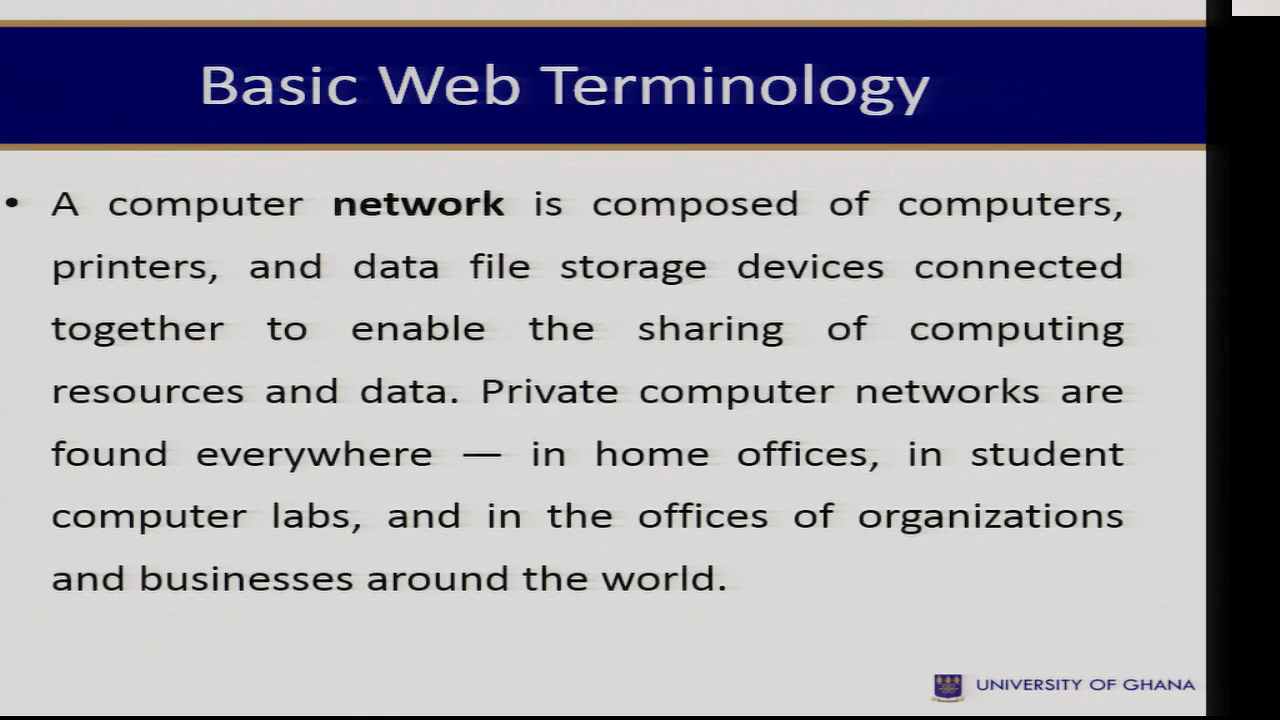 Basic Web Terminology
• A computer network is composed of computers,
printers, and data file storage devices connected
together to enable the sharing of computing
resources and data. Private computer networks are
found everywhere — in home offices, in student
computer labs, and in the offices of organizations
and businesses around the world.
UNIVERSITY OF GHANA